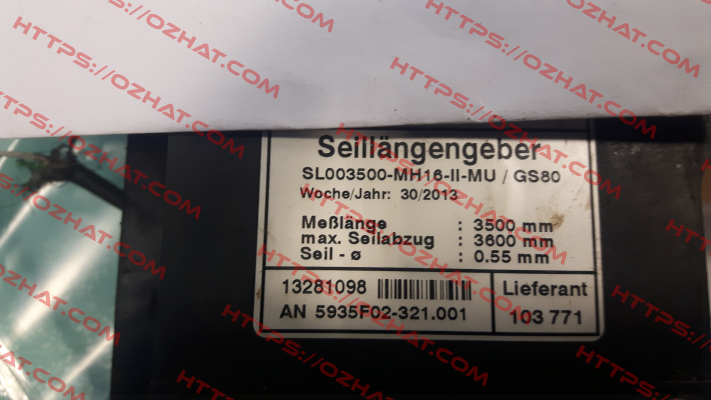 Seillängengeber
SL003500-MH16-II-MU / GS80
Woche/Jahr: 30/2013
Meßlänge : 3500 mm
max. Seilabzug : 3600 mm
Seil - ø : 0.55 mm
13281098
Lieferant
AN 5935F02-321.001
103 771
HTTPS://OZHAT.COM